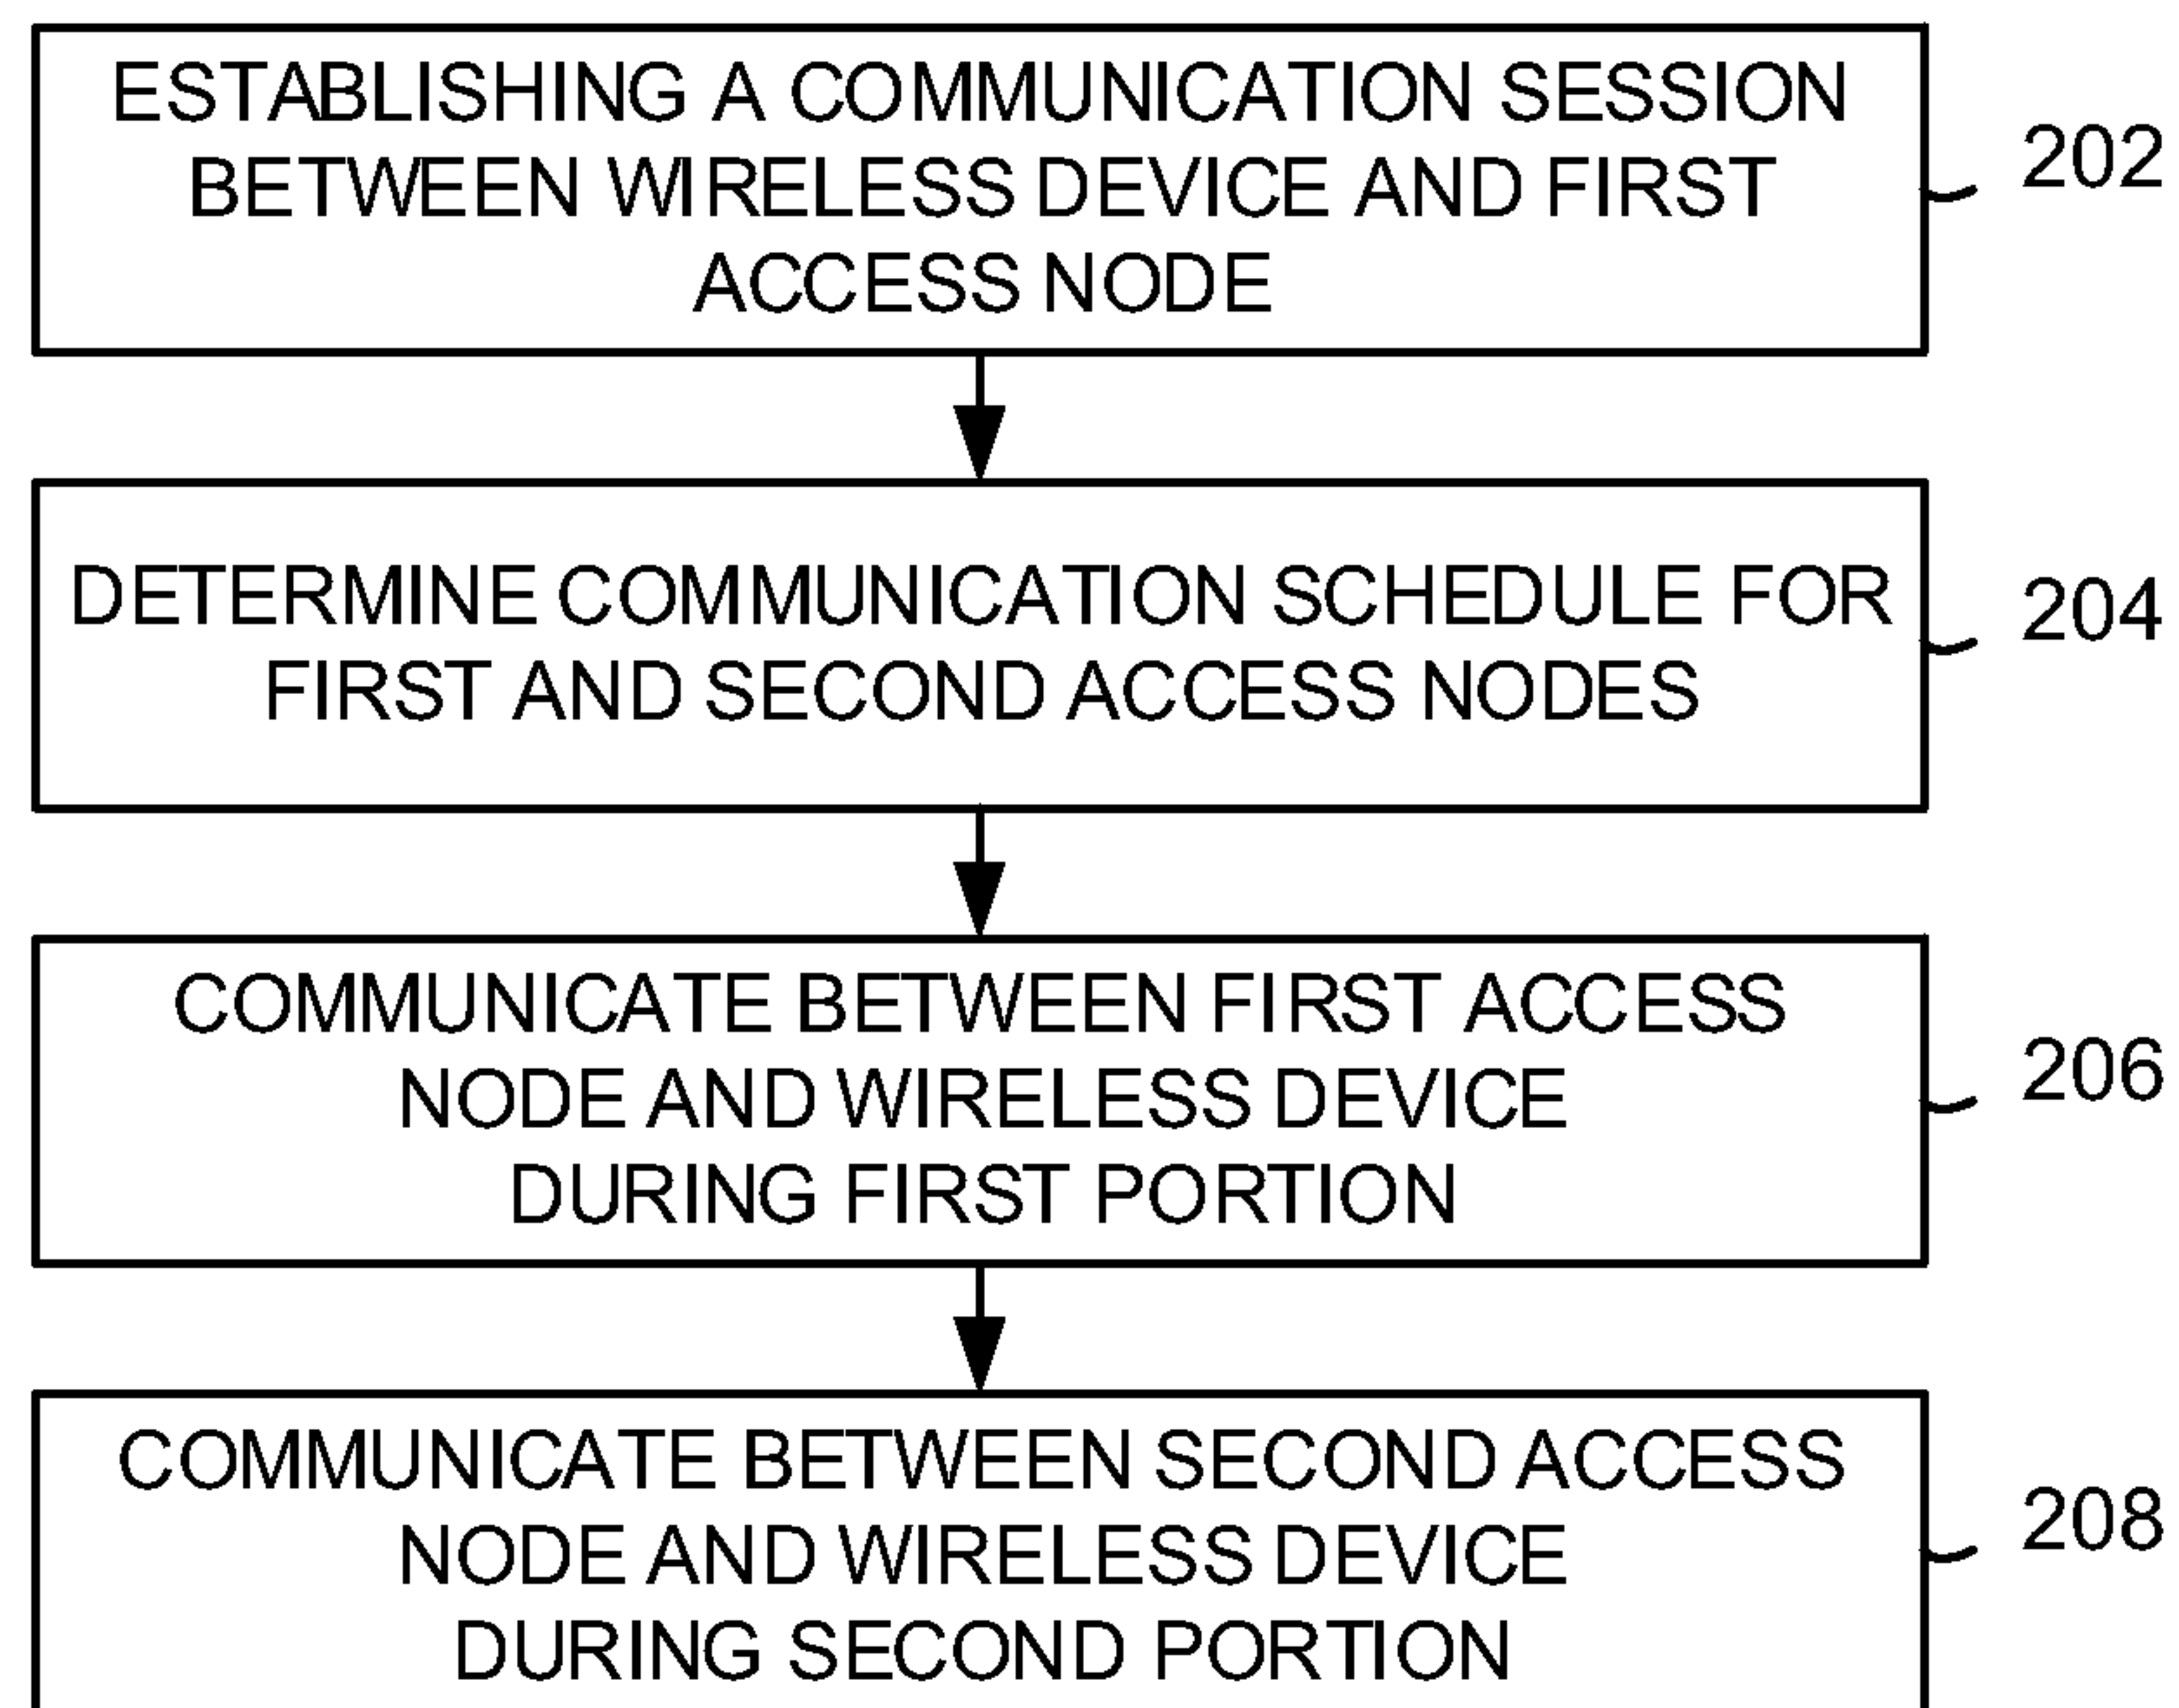 ESTABLISHING A COMMUNICATION SESSION
BETWEEN WIRELESS DEVICE AND FIRST
ACCESS NODE
202
DETERMINE COMMUNICATION SCHEDULE FOR
FIRST AND SECOND ACCESS NODES
204
COMMUNICATE BETWEEN FIRST ACCESS
NODE AND WIRELESS DEVICE
DURING FIRST PORTION
206
COMMUNICATE BETWEEN SECOND ACCESS
NODE AND WIRELESS DEVICE
DURING SECOND PORTION
208